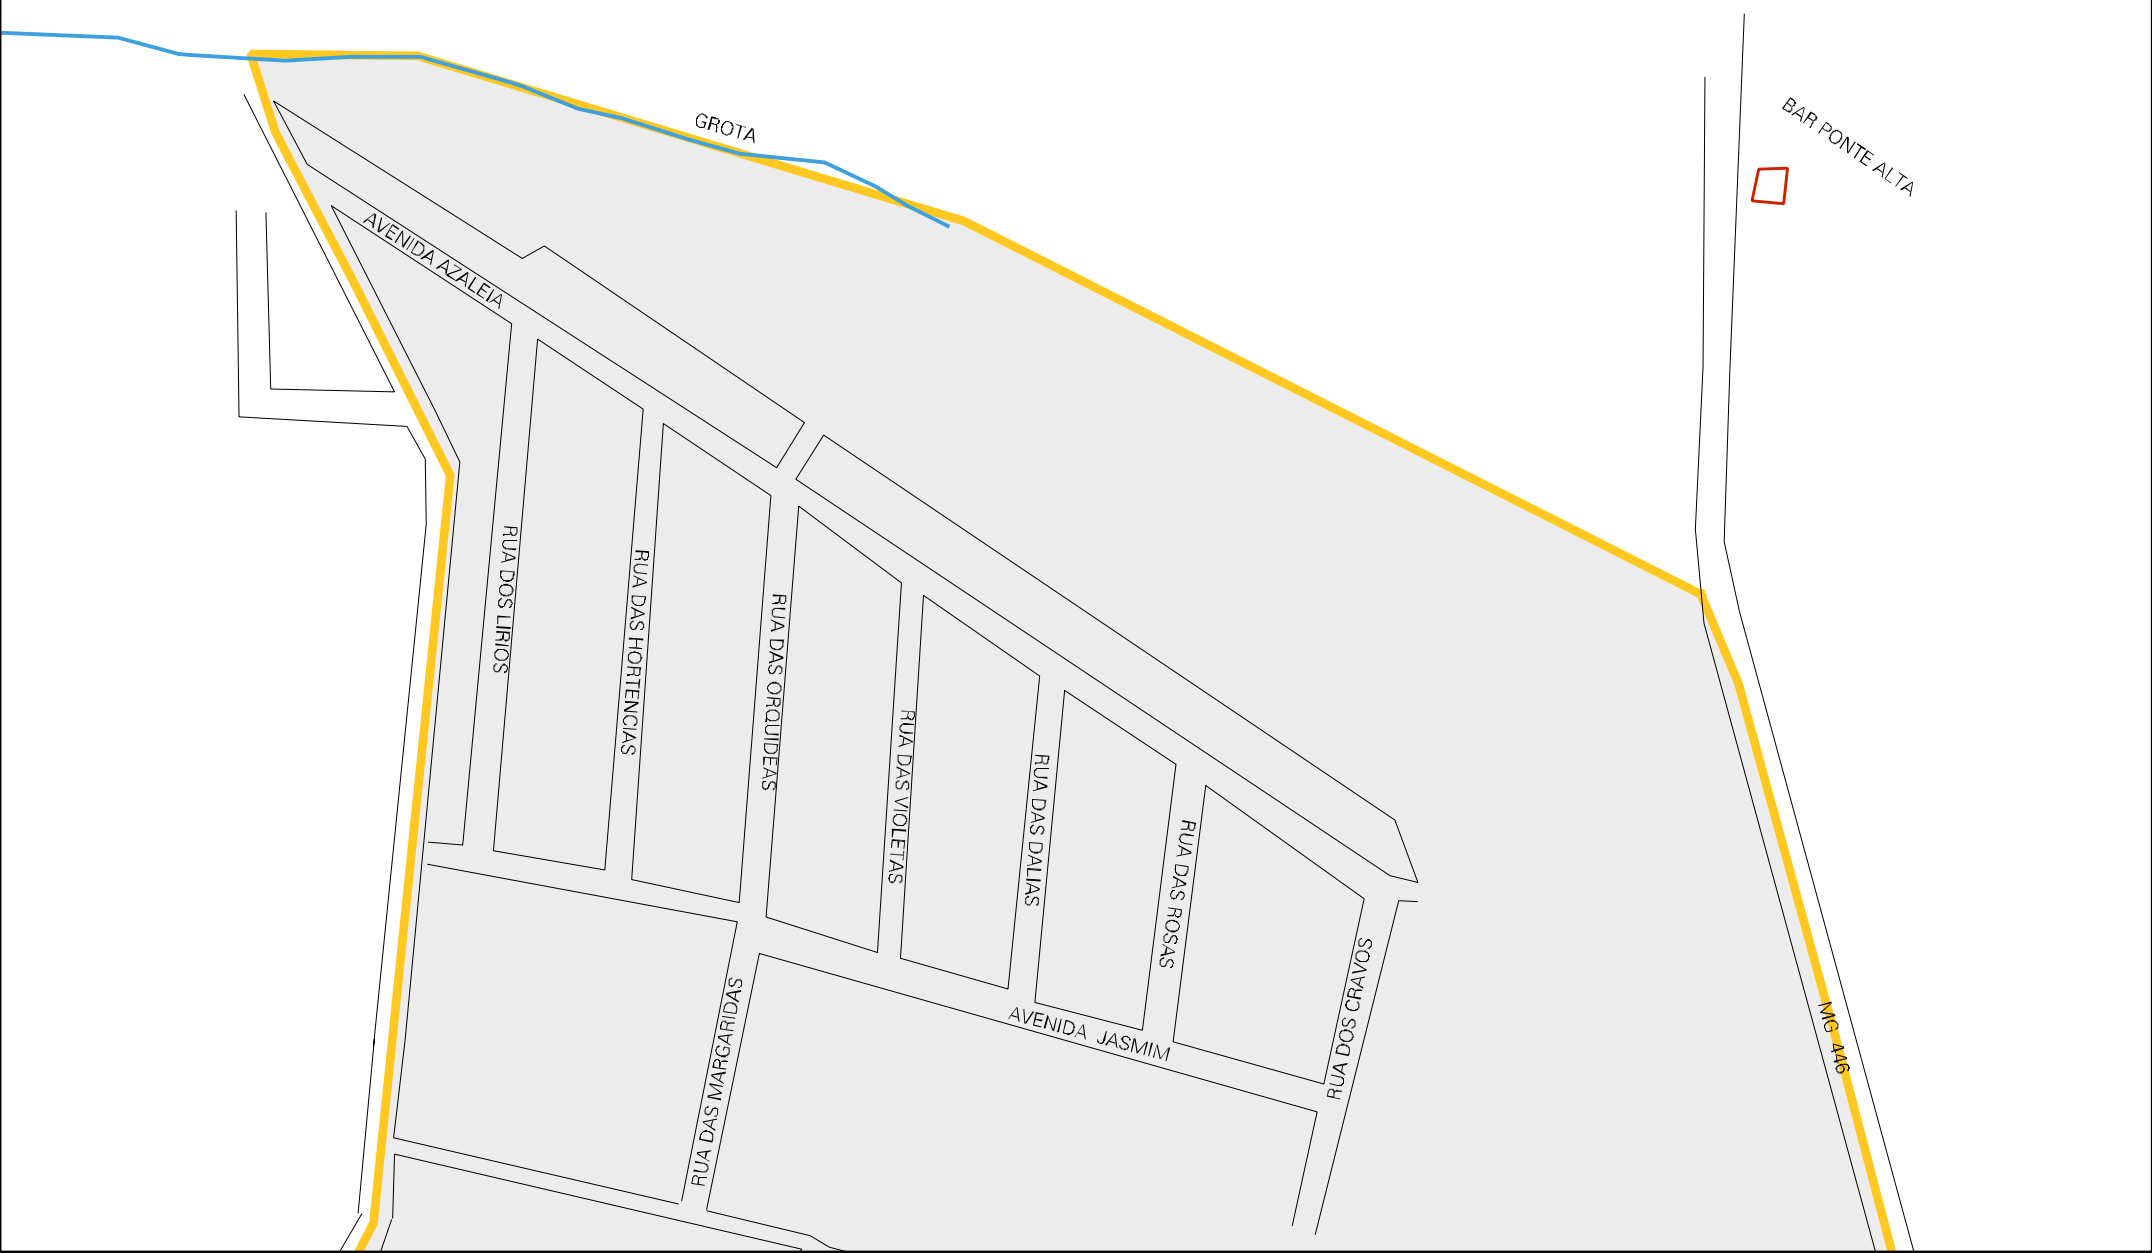 GROTA
BAR PONTE ALTA
AVENIDA AZALEIA
RUA DOS LIRIOS
RUA DAS HORTENCIAS
RUA DAS ORQUIDEAS
RUA DAS VIOLETAS
RUA DAS DALIAS
RUA DAS ROSAS
RUA DOS CRAVOS
AVENIDA JASMIM
RUA DAS MARGARIDAS
MG 446